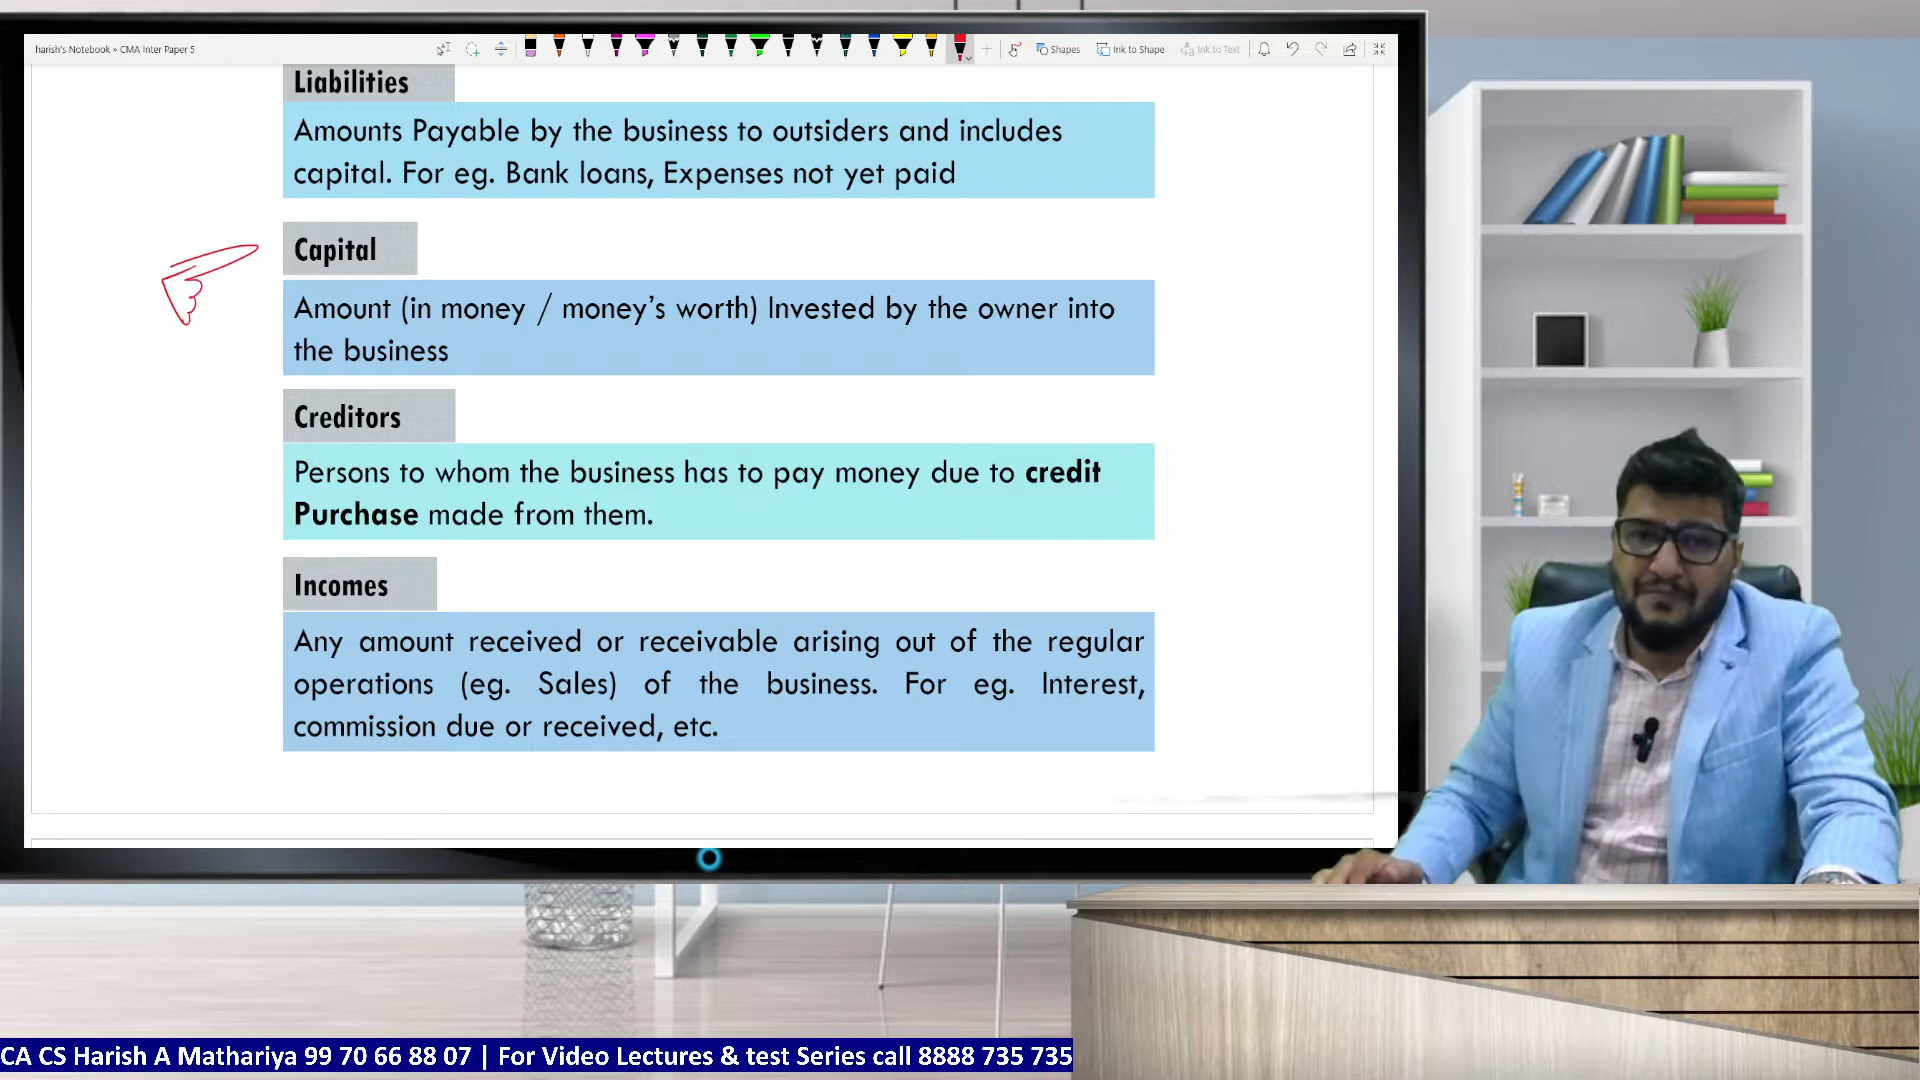 harish's Notebook » CMA Inter Paper 5
Shapes
Ink to Shape
Ink to Text
Liabilities
Amounts Payable by the business to outsiders and includes
capital. For eg. Bank loans, Expenses not yet paid
Capital
Amount (in money / money's worth) Invested by the owner into
the business
Creditors
Persons to whom the business has to pay money due to credit
Purchase made from them.
Incomes
Any amount received or receivable arising out of the regular
operations (eg. Sales) of the business. For eg. Interest,
commission due or received, etc.
CA CS Harish A Mathariya 99 70 66 88 07 | For Video Lectures & test Series call 8888 735 735